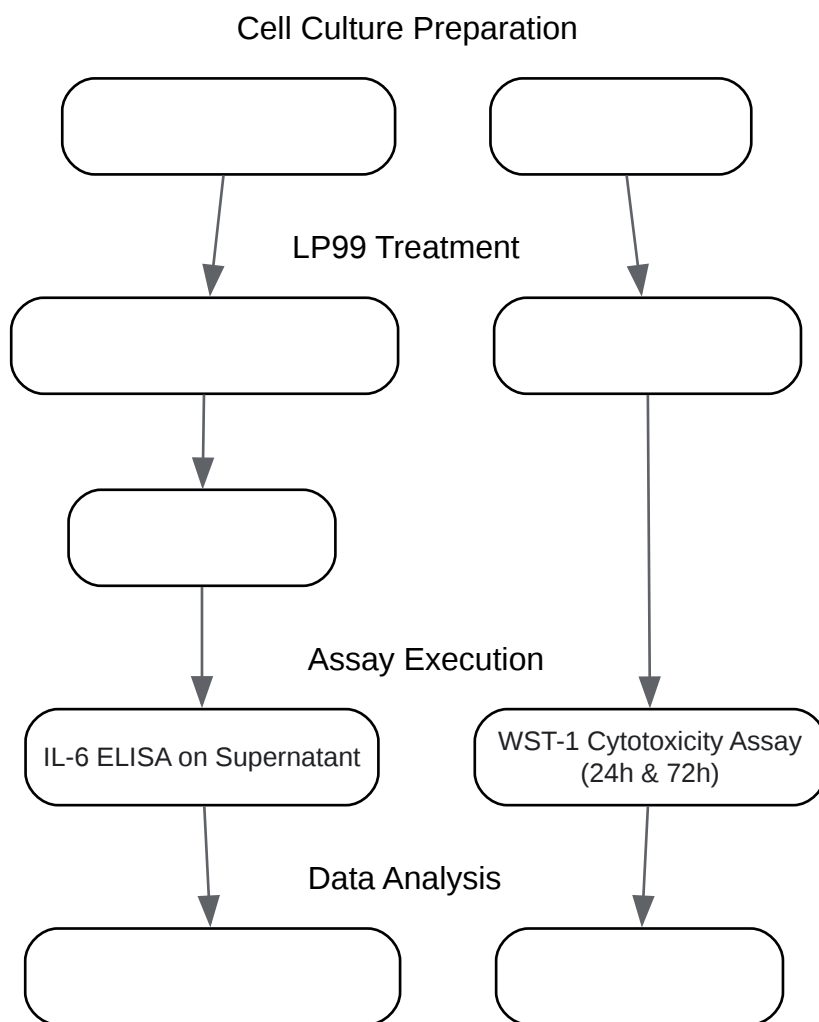 Cell Culture Preparation
LP99 Treatment
Assay Execution
IL-6 ELISA on Supernatant
WST-1 Cytotoxicity Assay
(24h & 72h)
Data Analysis